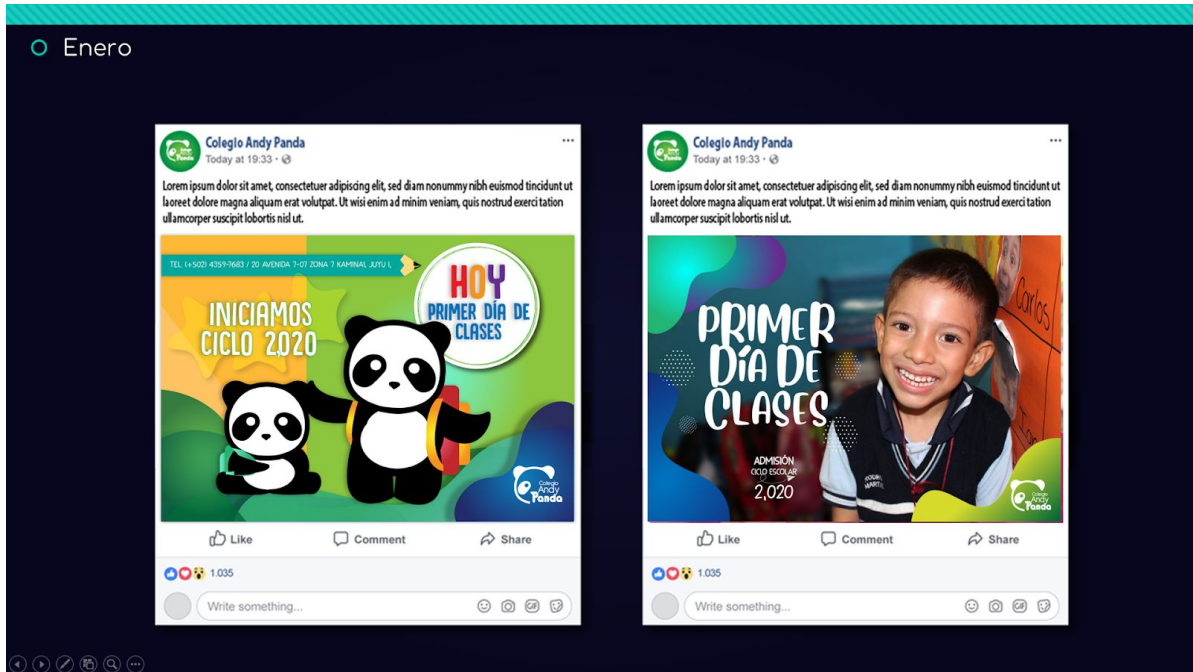 Enero
Colegio Andy Panda
Today at 19:33
Lorem ipsum dolor sit amet, consectetuer adipiscing elit, sed diam nonummy nibh euismod tincidunt ut
laoreet dolore magna aliquam erat volutpat. Ut wisi enim ad minim veniam, quis nostrud exerci tation
ullamcorper suscipit lobortis nisl ut.
TEL (+502) 4359-7683 / 20 AVENIDA 7-07 ZONA 7 KAMINAL JUYU I,
HOY
PRIMER DÍA DE
CLASES
INICIAMOS
CICLO 2,020
Colegio
Andy
Panda
Like
Comment
Share
1.035
Write something...
GIF
Colegio Andy Panda
Today at 19:33
Lorem ipsum dolor sit amet, consectetuer adipiscing elit, sed diam nonummy nibh euismod tincidunt ut
laoreet dolore magna aliquam erat volutpat. Ut wisi enim ad minim veniam, quis nostrud exerci tation
ullamcorper suscipit lobortis nisl ut.
Carlos
PRIMER
DÍA DE
CLASES
ADMISIÓN
CICLO ESCOLAR
2,020
Colegio
Andy
Panda
Like
Comment
Share
1.035
Write something...
GIF